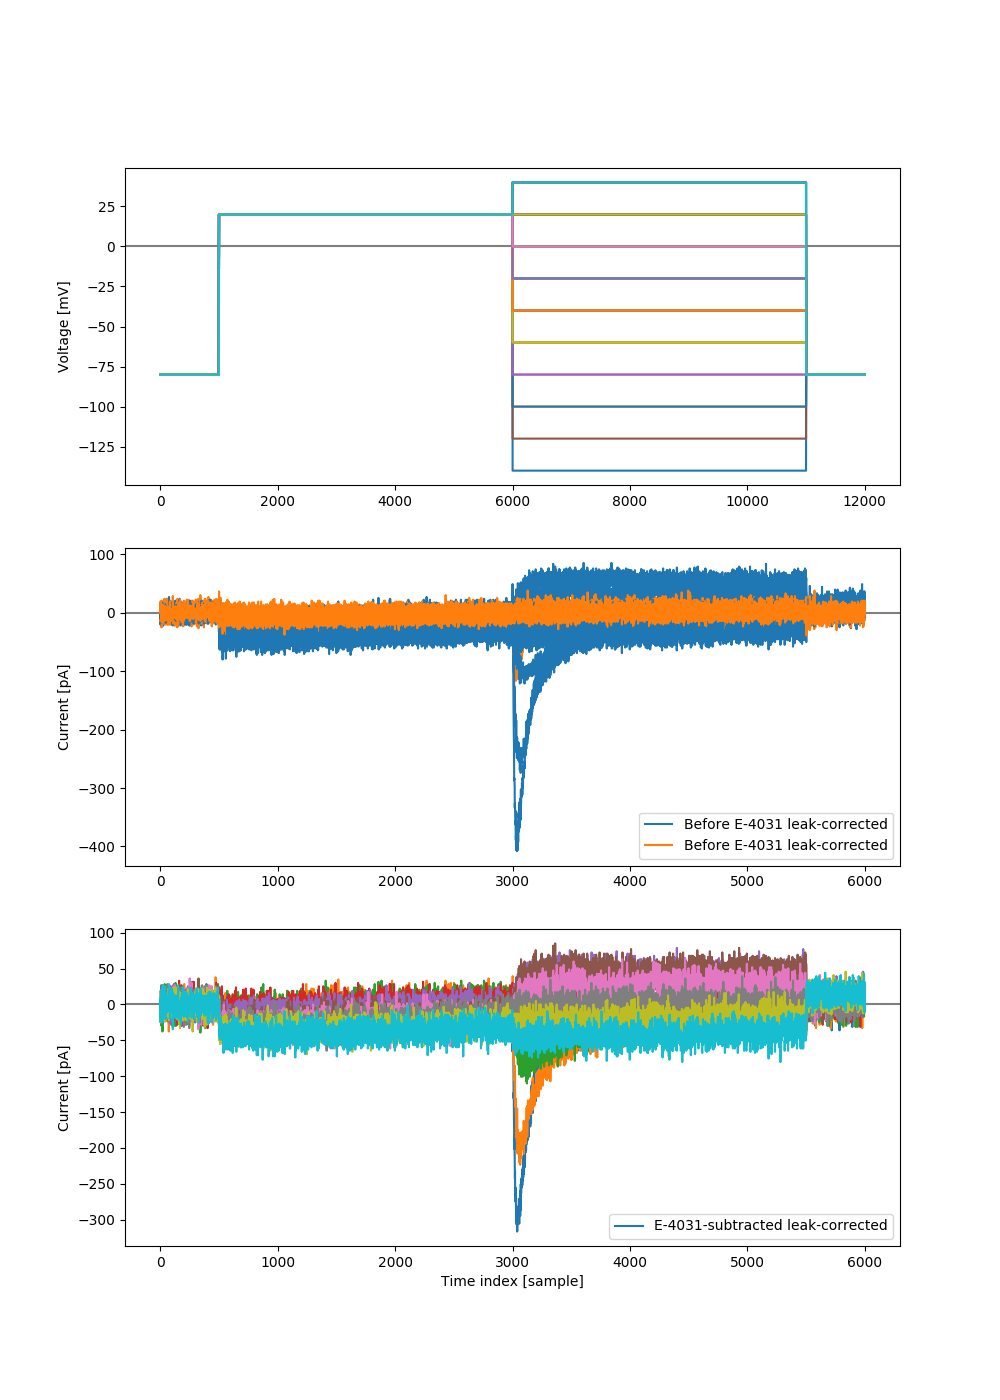 25
0
−25
−50
−75
−100
−125
Voltage [mV]
0 2000 4000 6000 8000 10000 12000
100
0
−100
−200
−300
−400
Current [pA]
Before E-4031 leak-corrected
Before E-4031 leak-corrected
0 1000 2000 3000 4000 5000 6000
100
50
0
−50
−100
−150
−200
−250
−300
Current [pA]
E-4031-subtracted leak-corrected
0 1000 2000 3000 4000 5000 6000
Time index [sample]